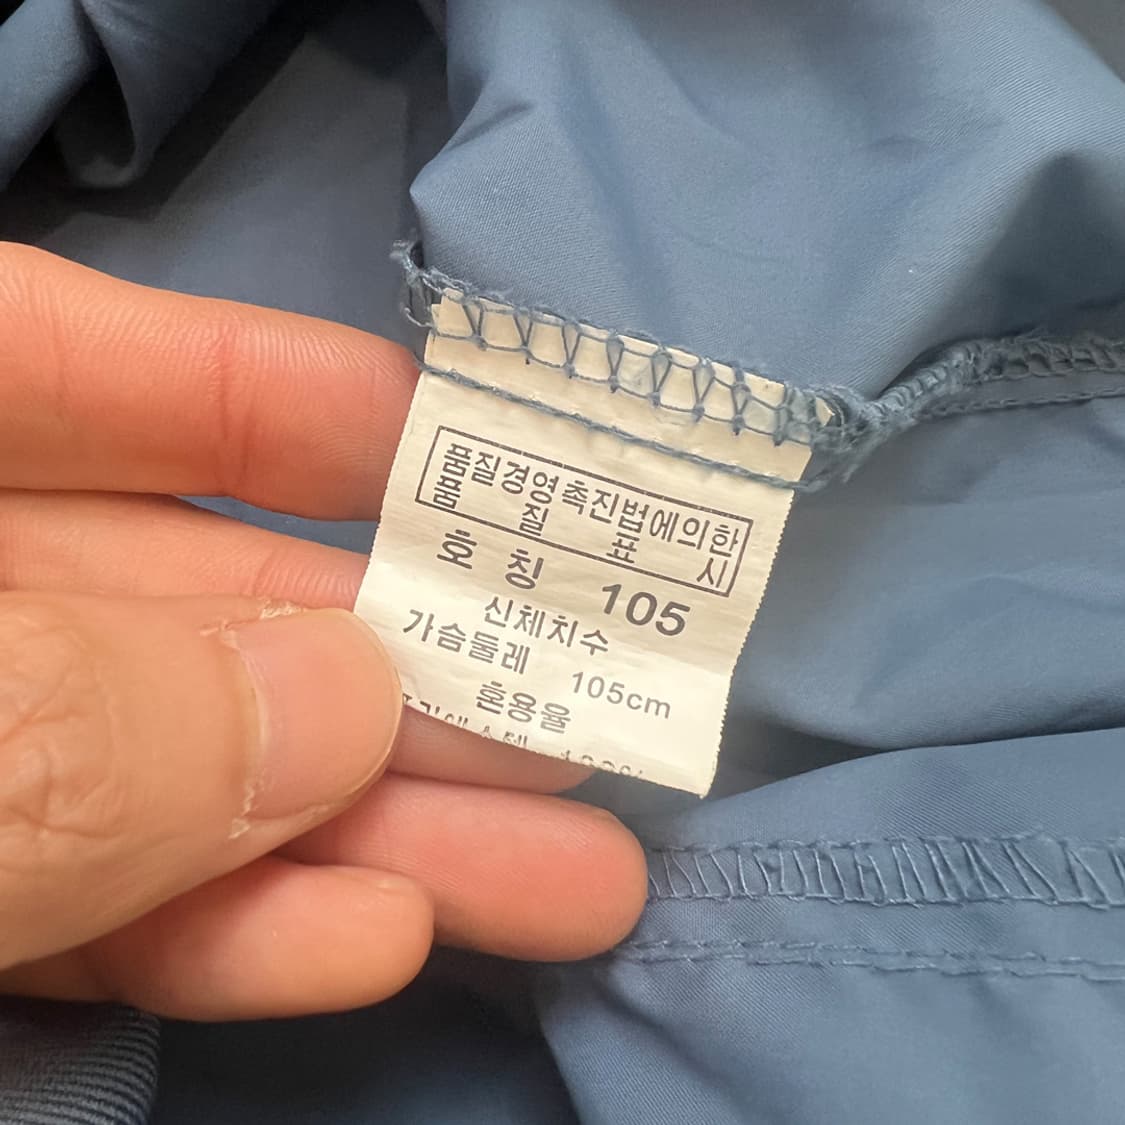 품질경영촉진법에의한
품 질 표 시
호 칭 105
신체치수
가슴둘레 105cm
혼용율